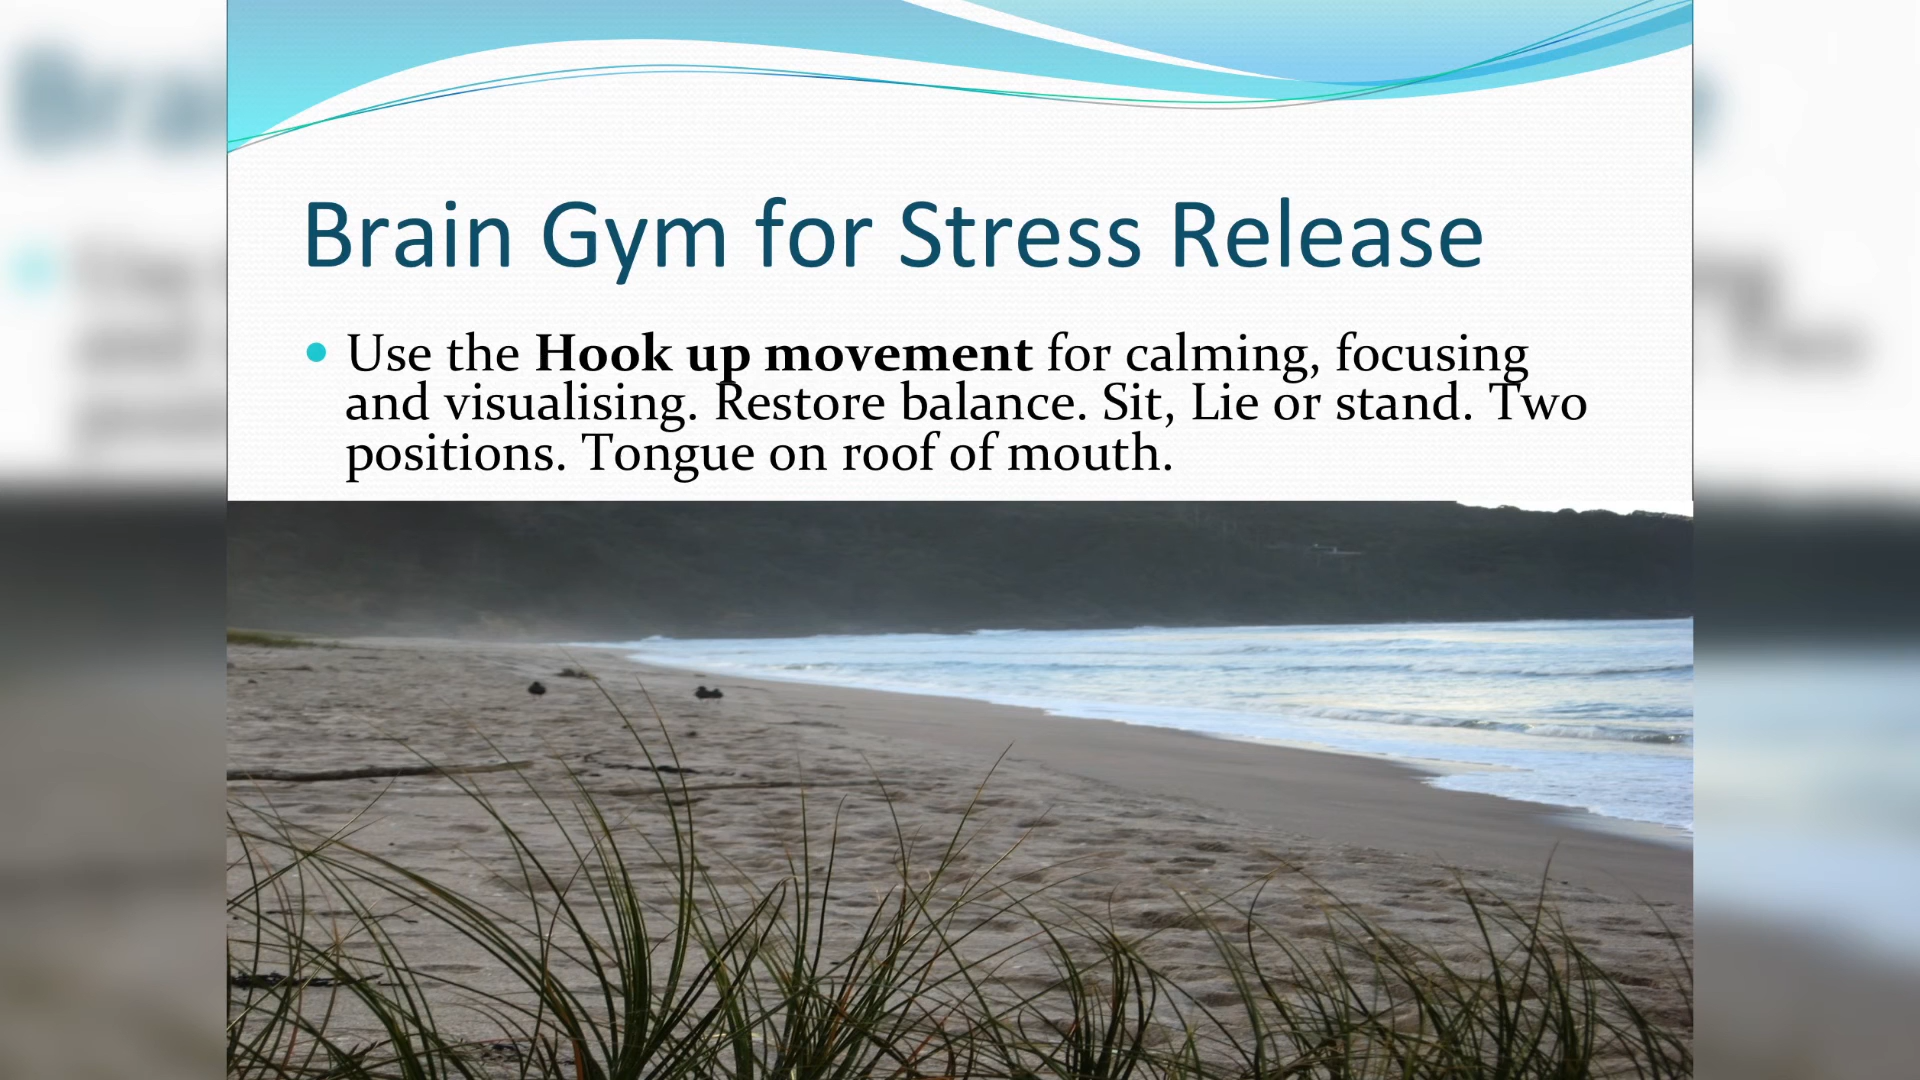 Brain Gym for Stress Release
• Use the Hook up movement for calming, focusing
and visualising. Restore balance. Sit, Lie or stand. Two
positions. Tongue on roof of mouth.